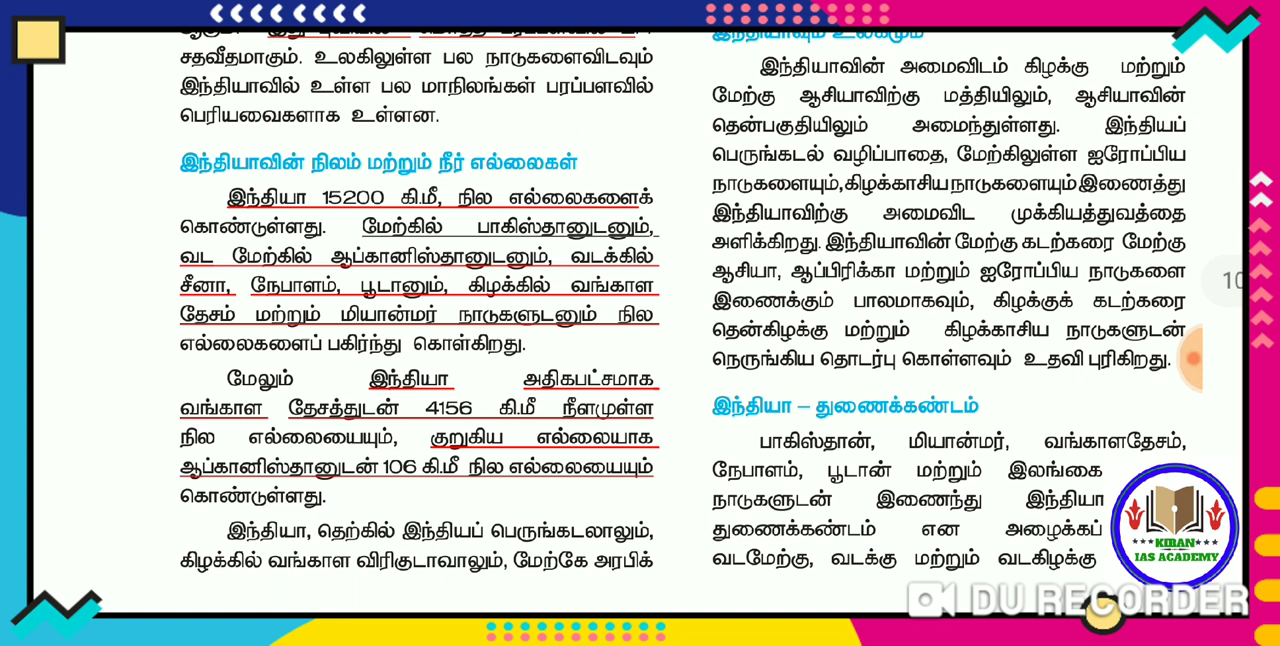 சதவீதமாகும். உலகிலுள்ள பல நாடுகளைவிடவும்
இந்தியாவில் உள்ள பல மாநிலங்கள் பரப்பளவில்
பெரியவைகளாக உள்ளன.
இந்தியாவின் நிலம் மற்றும் நீர் எல்லைகள்
இந்தியா 15200 கி.மீ, நில எல்லைகளைக்
கொண்டுள்ளது. மேற்கில் பாகிஸ்தானுடனும்,
வட மேற்கில் ஆப்கானிஸ்தானுடனும், வடக்கில்
சீனா, நேபாளம், பூடானும், கிழக்கில் வங்காள
தேசம் மற்றும் மியான்மர் நாடுகளுடனும் நில
எல்லைகளைப் பகிர்ந்து கொள்கிறது.
மேலும் இந்தியா அதிகபட்சமாக
வங்காள தேசத்துடன் 4156 கி.மீ நீளமுள்ள
நில எல்லையையும், குறுகிய எல்லையாக
ஆப்கானிஸ்தானுடன் 106 கி.மீ நில எல்லையையும்
கொண்டுள்ளது.
இந்தியா, தெற்கில் இந்தியப் பெருங்கடலாலும்,
கிழக்கில் வங்காள விரிகுடாவாலும், மேற்கே அரபிக்
இந்தியாவும் உலகமும்
இந்தியாவின் அமைவிடம் கிழக்கு மற்றும்
மேற்கு ஆசியாவிற்கு மத்தியிலும், ஆசியாவின்
தென்பகுதியிலும் அமைந்துள்ளது. இந்தியப்
பெருங்கடல் வழிப்பாதை, மேற்கிலுள்ள ஐரோப்பிய
நாடுகளையும், கிழக்காசிய நாடுகளையும் இணைத்து
இந்தியாவிற்கு அமைவிட முக்கியத்துவத்தை
அளிக்கிறது. இந்தியாவின் மேற்கு கடற்கரை மேற்கு
ஆசியா, ஆப்பிரிக்கா மற்றும் ஐரோப்பிய நாடுகளை
இணைக்கும் பாலமாகவும், கிழக்குக் கடற்கரை
தென்கிழக்கு மற்றும் கிழக்காசிய நாடுகளுடன்
நெருங்கிய தொடர்பு கொள்ளவும் உதவி புரிகிறது.
இந்தியா – துணைக்கண்டம்
பாகிஸ்தான், மியான்மர், வங்காளதேசம்,
நேபாளம், பூடான் மற்றும் இலங்கை
நாடுகளுடன் இணைந்து இந்தியா
துணைக்கண்டம் என அழைக்கப்
வடமேற்கு, வடக்கு மற்றும் வடகிழக்கு
10
KIRAN
IAS ACADEMY
DU RECORDER